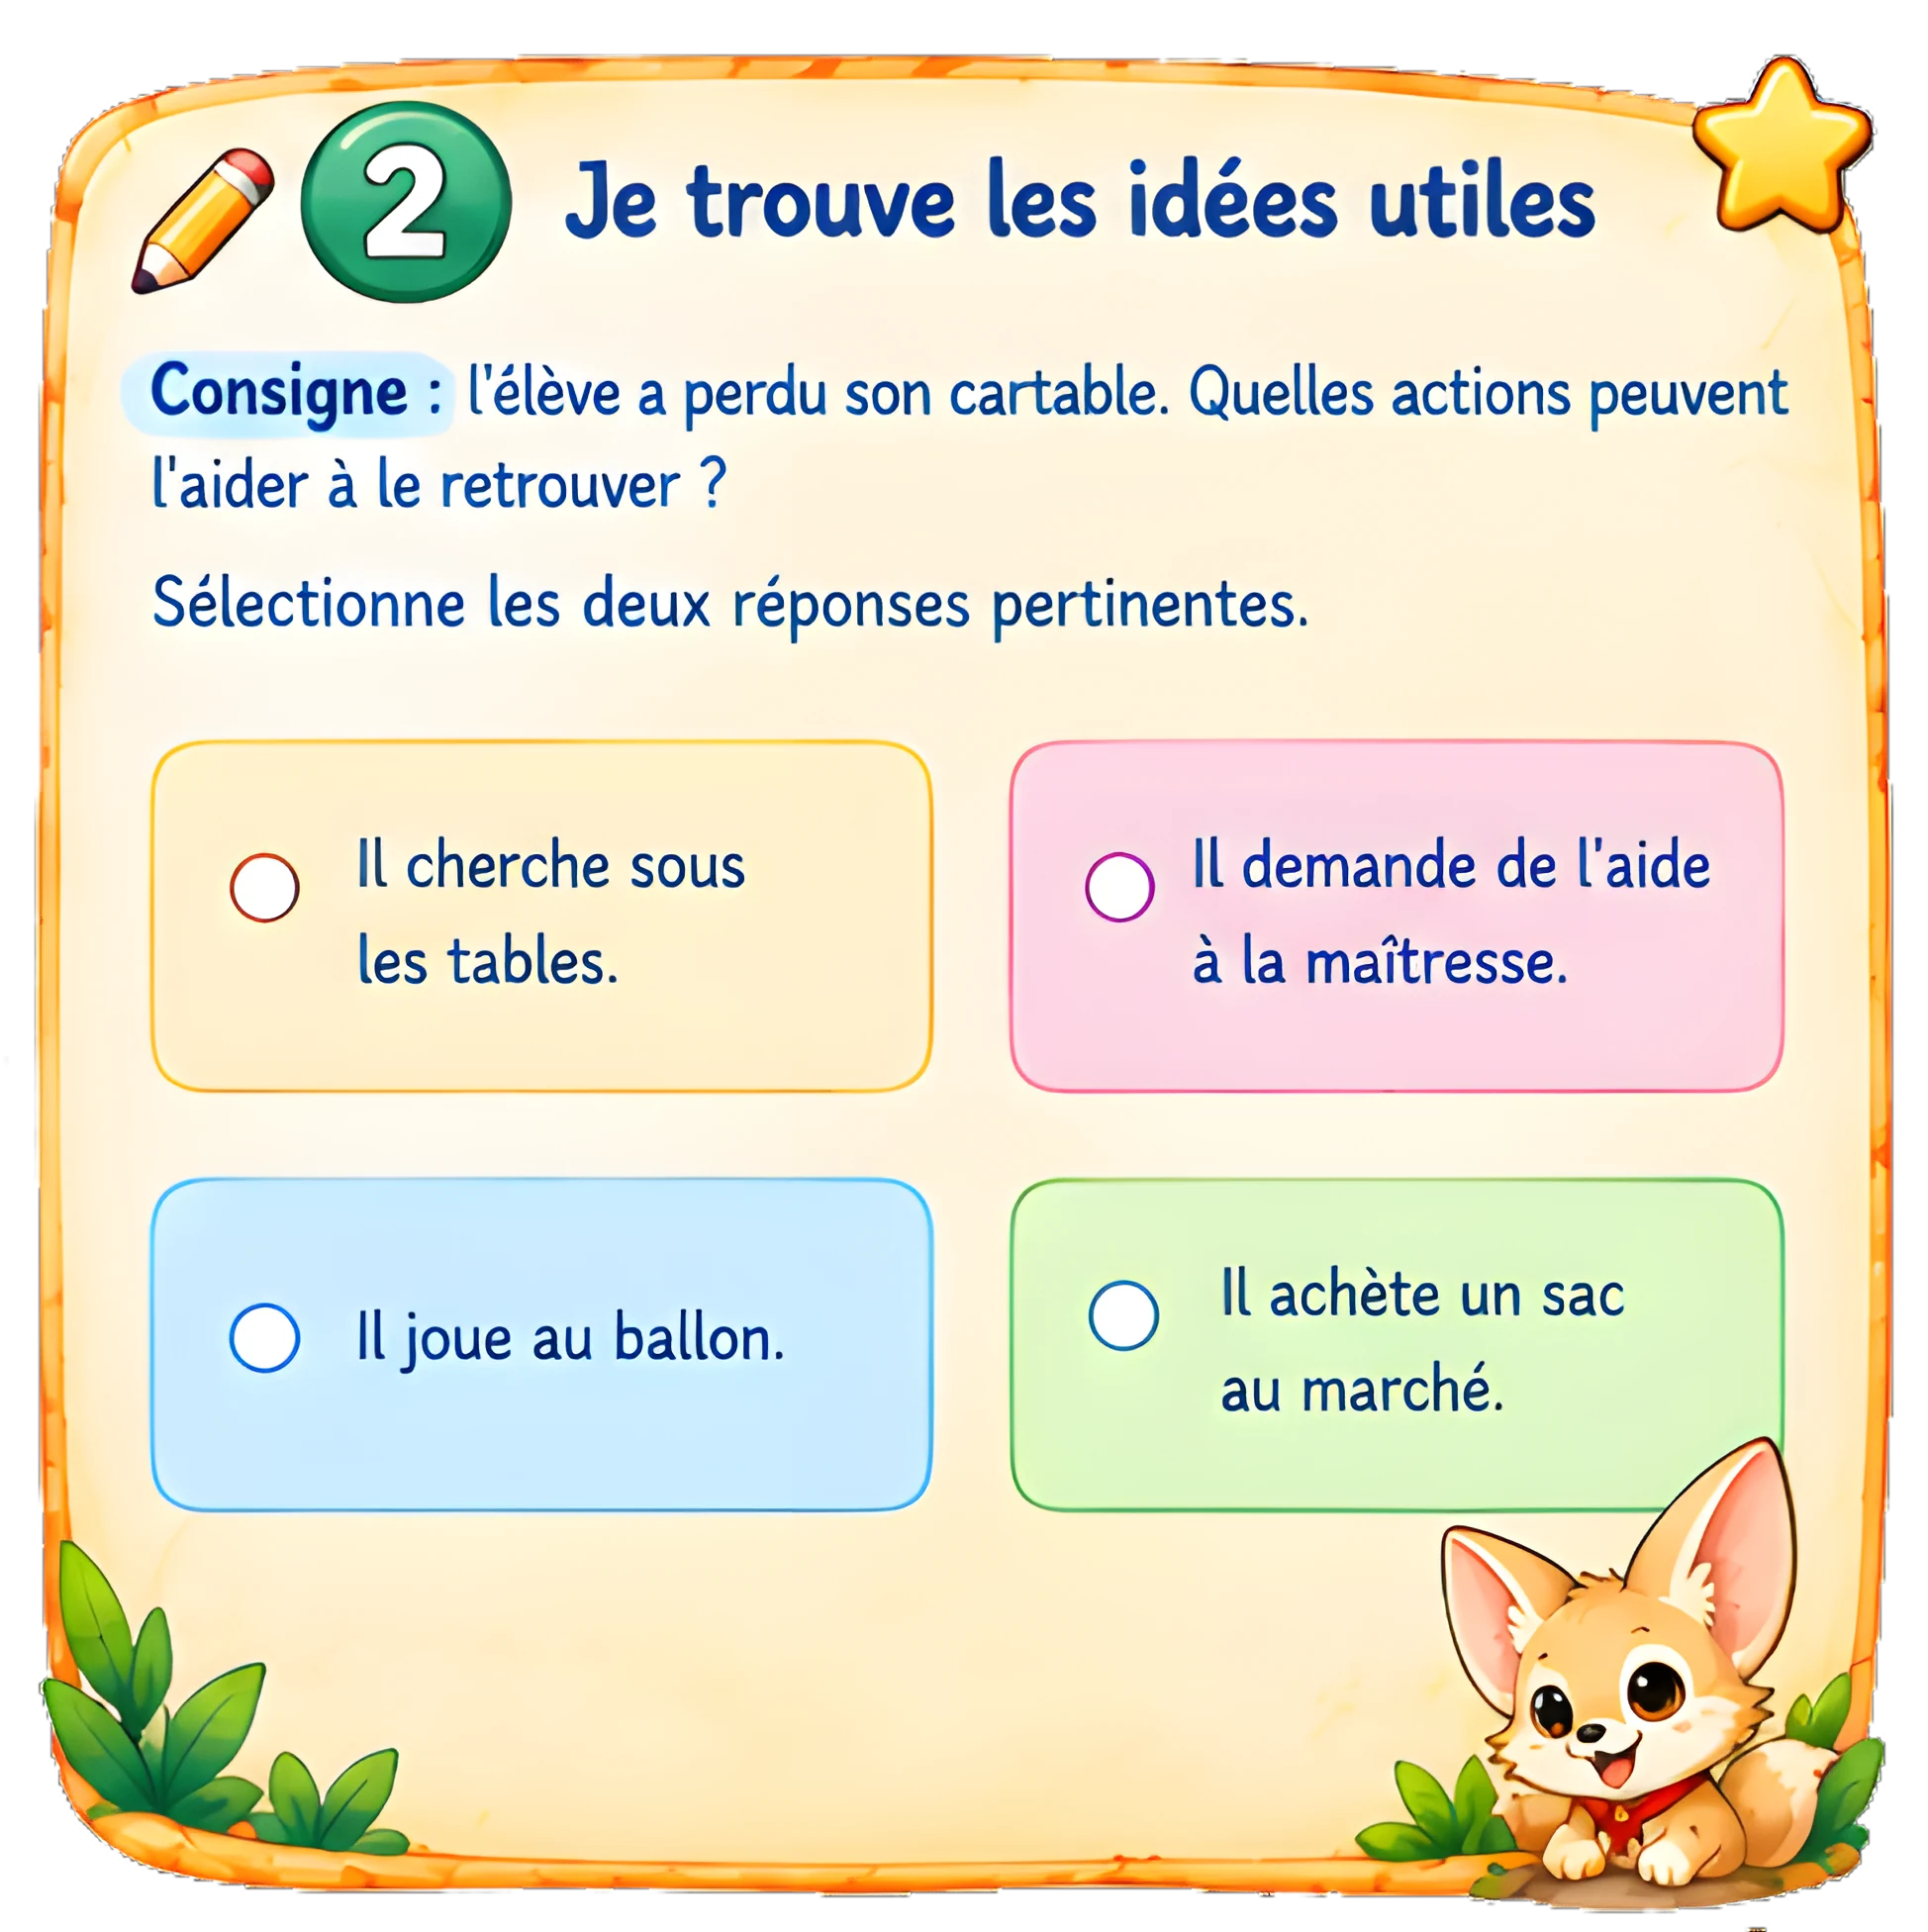 2 Je trouve les idées utiles
Consigne : l'élève a perdu son cartable. Quelles actions peuvent
l'aider à le retrouver ?
Sélectionne les deux réponses pertinentes.
Il cherche sous
les tables.
Il demande de l'aide
à la maîtresse.
Il joue au ballon.
Il achète un sac
au marché.